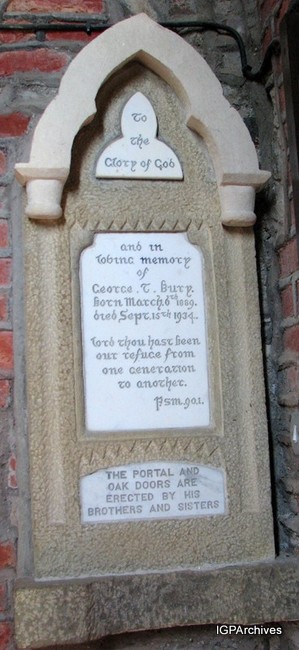 To
the
Glory of God
and in
loving memory
of
George . T . Bury.
Born March. 6th 1889.
died, Sept. 15th 1934.
Lord thou hast been
our refuge from
one generation
to another.
Psm. 90.1.
THE PORTAL AND
OAK DOORS ARE
ERECTED BY HIS
BROTHERS AND SISTERS
IGPArchives